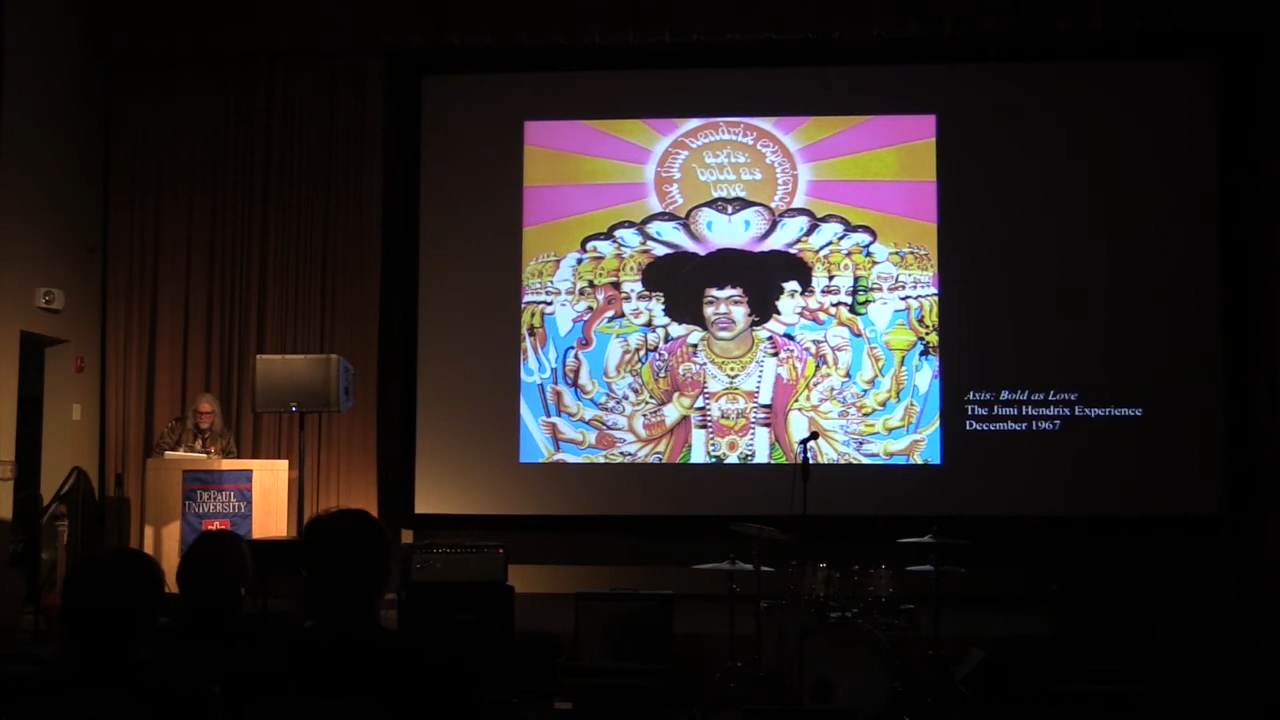 the jimi hendrix experience
axis:
bold as
love
Axis: Bold as Love
The Jimi Hendrix Experience
December 1967
DEPAUL
UNIVERSITY